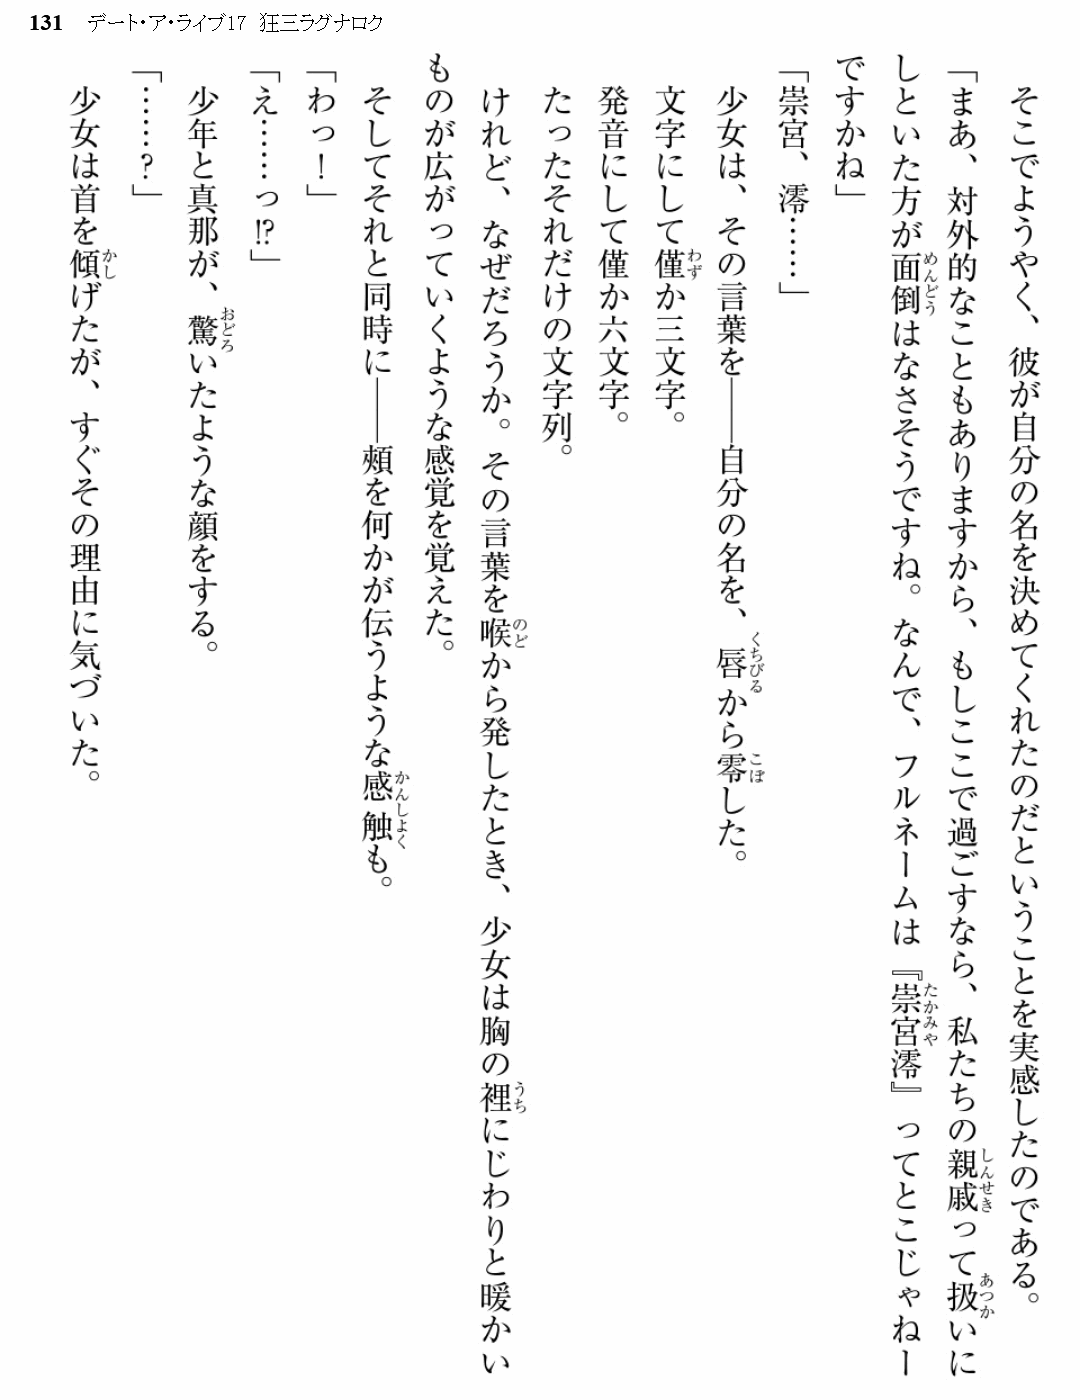 131 デート・ア・ライブ17 狂三ラグナロク
そこでようやく、彼が自分の名を決めてくれたのだということを実感したのである。
「まあ、対外的なこともありますから、もしここで過ごすなら、私たちの親戚って扱いに
しといた方が面倒はなさそうですね。なんで、フルネームは『崇宮澪』ってとこじゃねー
ですかね」
「崇宮、澪……」
少女は、その言葉を――自分の名を、唇から零した。
文字にして僅か三文字。
発音にして僅か六文字。
たったそれだけの文字列。
けれど、なぜだろうか。その言葉を喉から発したとき、少女は胸の裡にじわりと暖かい
ものが広がっていくような感覚を覚えた。
そしてそれと同時に――頰を何かが伝うような感触も。
「わっ！」
「え……っ!?」
少年と真那が、驚いたような顔をする。
「……？」
少女は首を傾げたが、すぐその理由に気づいた。